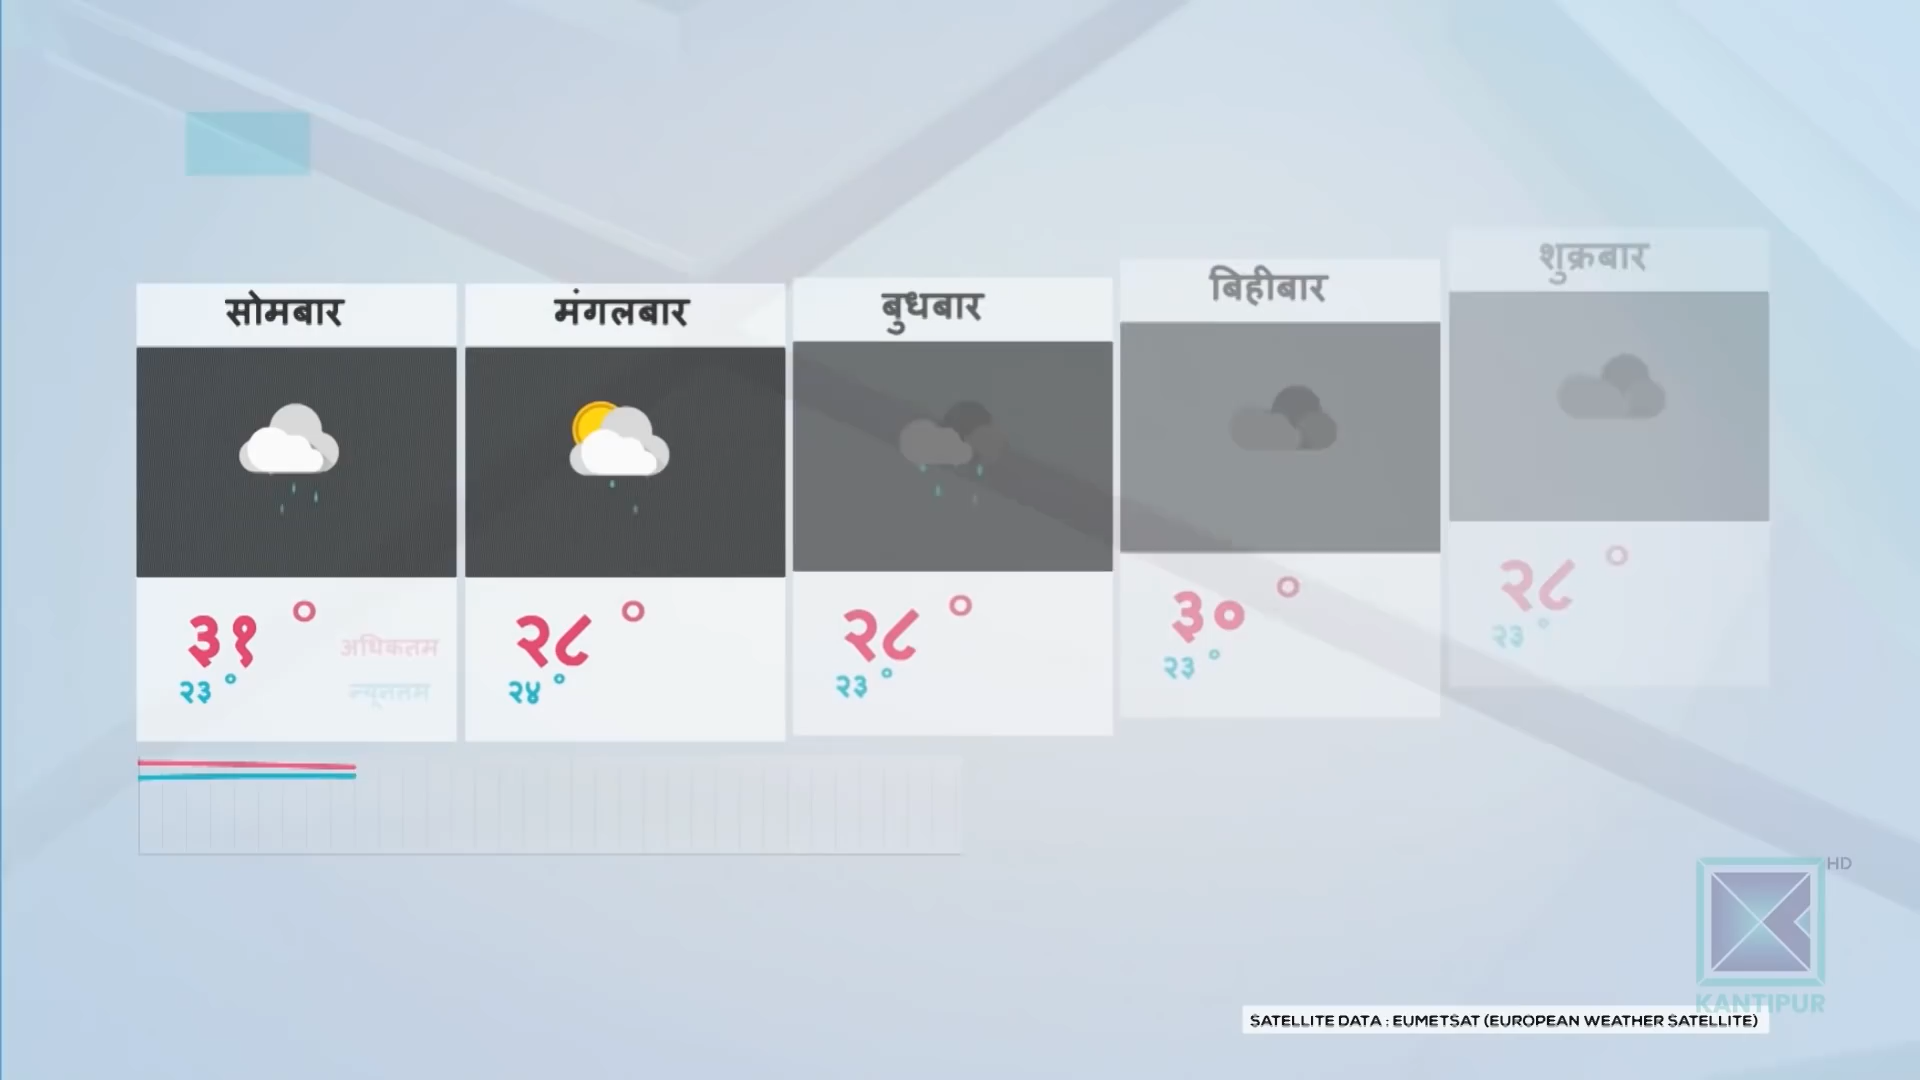 सोमबार
मंगलबार
बुधबार
बिहीबार
शुक्रबार
३१ °
२३ °
अधिकतम
न्यूनतम
२८ °
२४ °
२८ °
२३ °
३० °
२३ °
२८ °
२३ °
HD
KANTIPUR
SATELLITE DATA : EUMETSAT (EUROPEAN WEATHER SATELLITE)